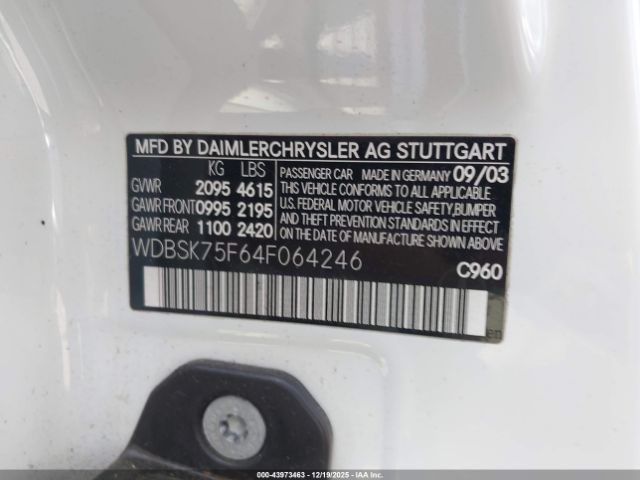 MFD BY DAIMLERCHRYSLER AG STUTTGART
KG LBS
GVWR 2095 4615
GAWR FRONT 0995 2195
GAWR REAR 1100 2420
PASSENGER CAR MADE IN GERMANY 09/03
THIS VEHICLE CONFORMS TO ALL APPLICABLE
U.S. FEDERAL MOTOR VEHICLE SAFETY,BUMPER
AND THEFT PREVENTION STANDARDS IN EFFECT
ON THE DATE OF MANUFACTURE SHOWN ABOVE.
WDBSK75F64F064246
C960
en
000-43973463 - 12/19/2025 - IAA Inc.